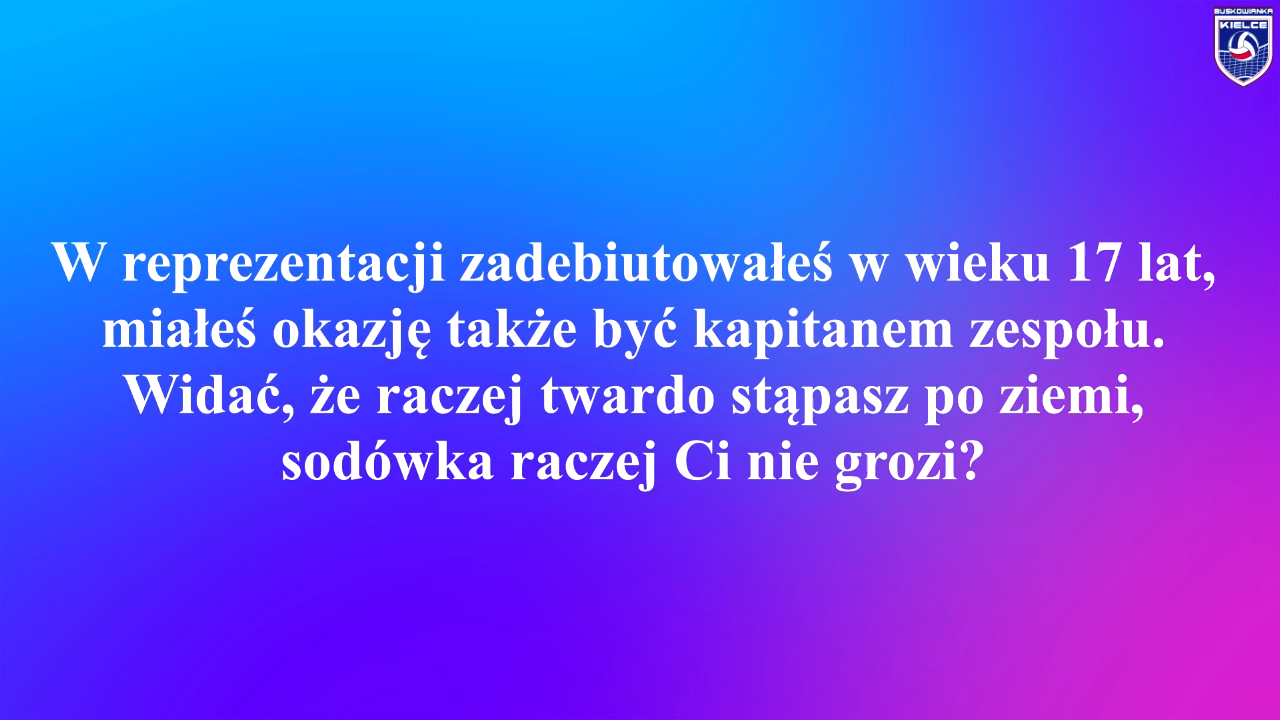 BUSKOWIANKA
KIELCE
W reprezentacji zadebiutowałeś w wieku 17 lat,
miałeś okazję także być kapitanem zespołu.
Widać, że raczej twardo stąpasz po ziemi,
sodówka raczej Ci nie grozi?